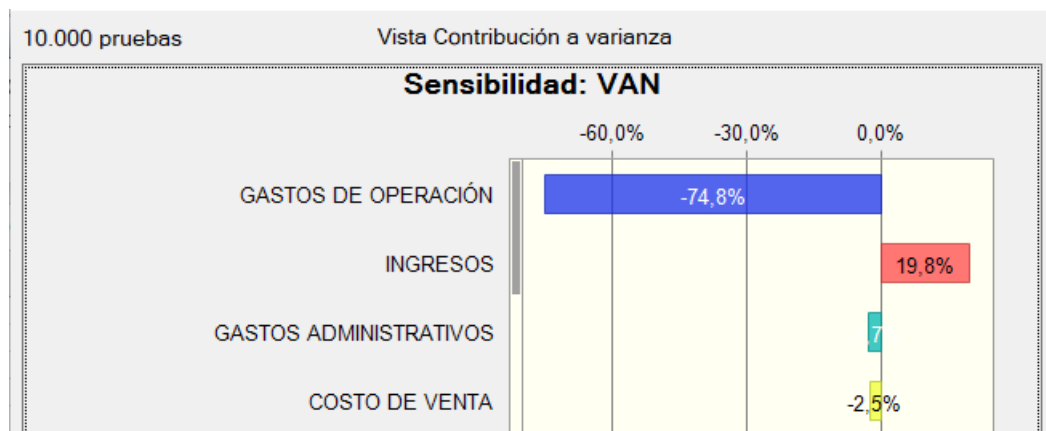 10.000 pruebas Vista Contribución a varianza
Sensibilidad: VAN
-60,0% -30,0% 0,0%
GASTOS DE OPERACIÓN -74,8%
INGRESOS 19,8%
GASTOS ADMINISTRATIVOS
COSTO DE VENTA -2,5%